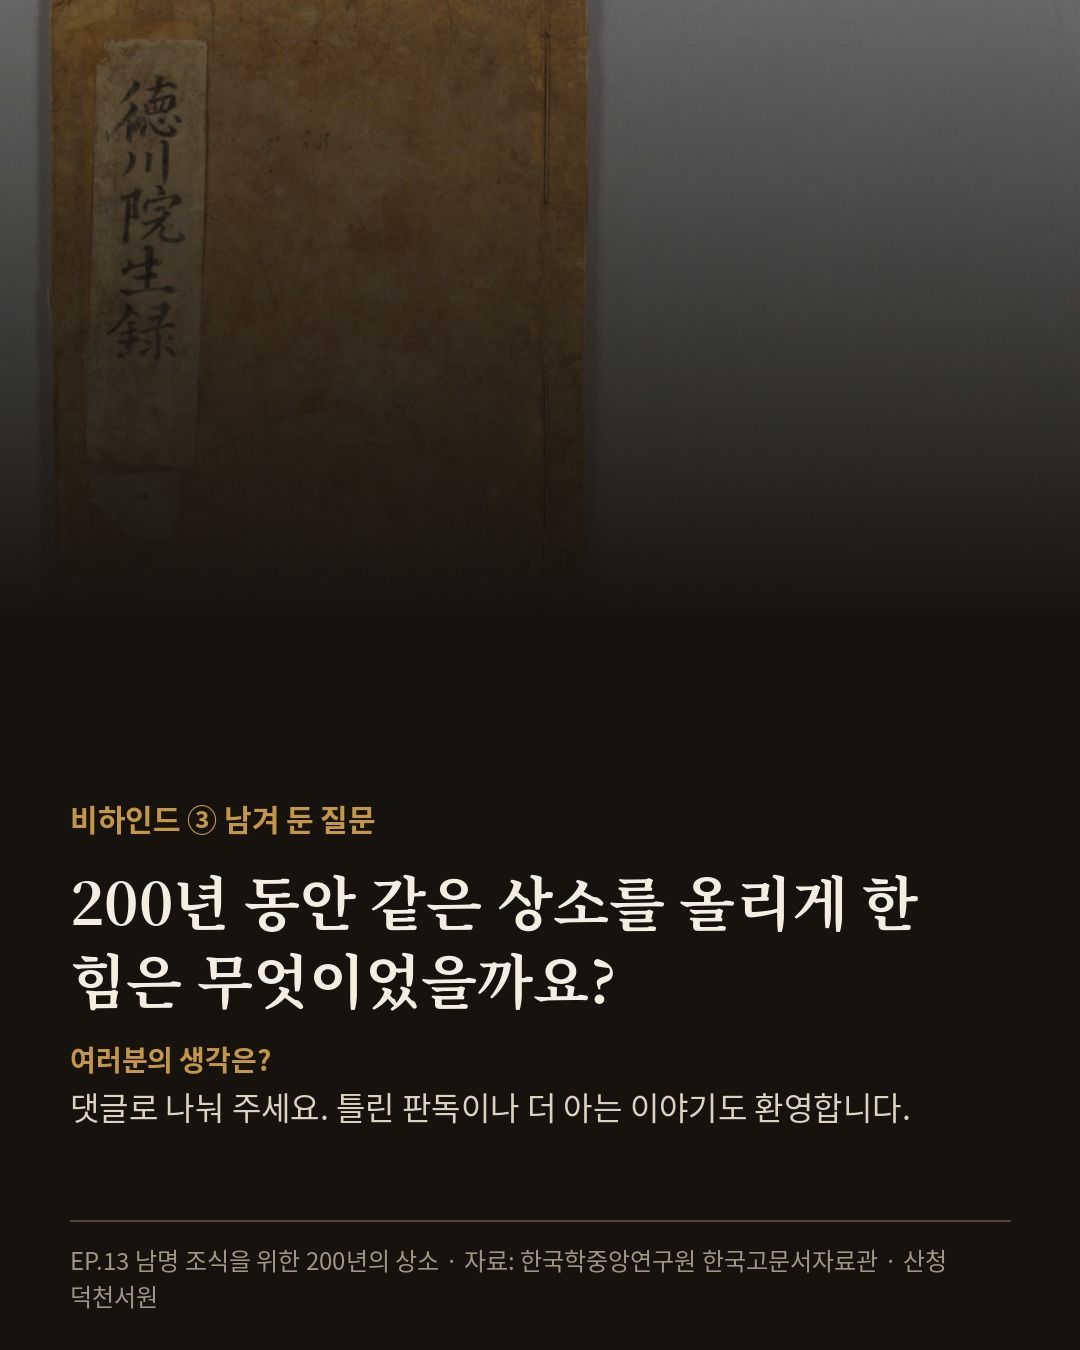 徳川院生録
비하인드 ③ 남겨 둔 질문
200년 동안 같은 상소를 올리게 한
힘은 무엇이었을까요?
여러분의 생각은?
댓글로 나눠 주세요. 틀린 판독이나 더 아는 이야기도 환영합니다.
EP.13 남명 조식을 위한 200년의 상소 · 자료: 한국학중앙연구원 한국고문서자료관 · 산청
덕천서원